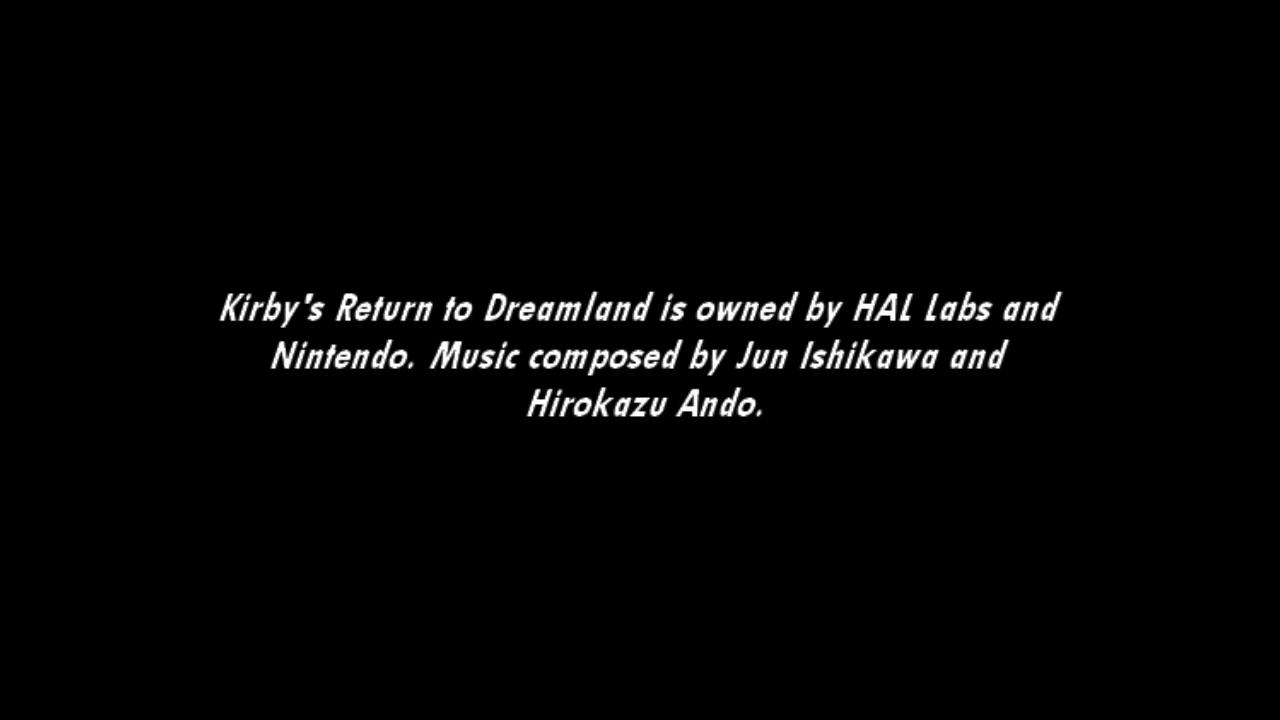 Kirby's Return to Dreamland is owned by HAL Labs and
Nintendo. Music composed by Jun Ishikawa and
Hirokazu Ando.